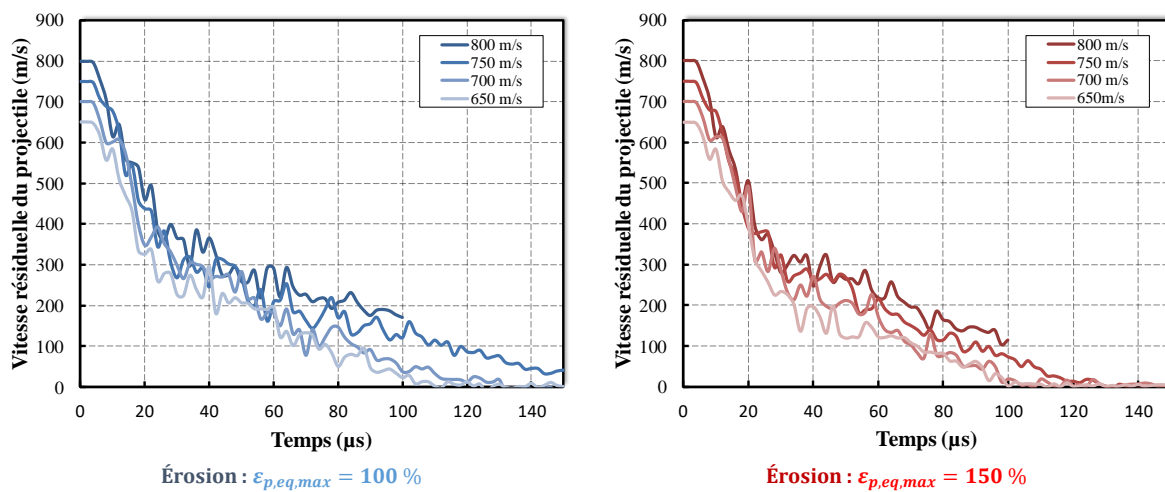 Vitesse résiduelle du projectile (m/s)
900
800
700
600
500
400
300
200
100
0
800 m/s
750 m/s
700 m/s
650 m/s
0 20 40 60 80 100 120 140
Temps (µs)
Érosion : εp,eq,max = 100 %
Vitesse résiduelle du projectile (m/s)
900
800
700
600
500
400
300
200
100
0
800 m/s
750 m/s
700 m/s
650m/s
0 20 40 60 80 100 120 140
Temps (µs)
Érosion : εp,eq,max = 150 %